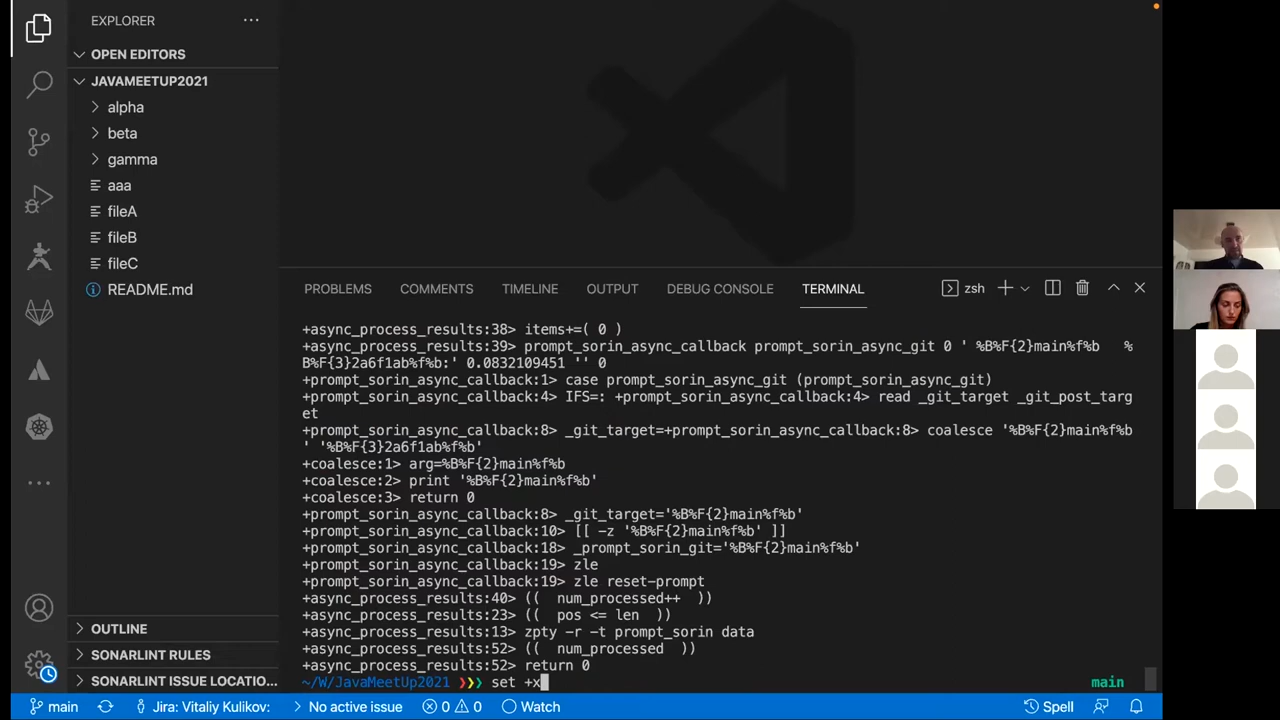 EXPLORER
OPEN EDITORS
JAVAMEETUP2021
alpha
beta
gamma
aaa
fileA
fileB
fileC
README.md
OUTLINE
SONARLINT RULES
SONARLINT ISSUE LOCATIO...
PROBLEMS COMMENTS TIMELINE OUTPUT DEBUG CONSOLE TERMINAL zsh
+async_process_results:38> items+=( 0 )
+async_process_results:39> prompt_sorin_async_callback prompt_sorin_async_git 0 ' %B%F{2}main%f%b %
B%F{3}2a6f1ab%f%b:' 0.0832109451 '' 0
+prompt_sorin_async_callback:1> case prompt_sorin_async_git (prompt_sorin_async_git)
+prompt_sorin_async_callback:4> IFS=: +prompt_sorin_async_callback:4> read _git_target _git_post_targ
et
+prompt_sorin_async_callback:8> _git_target=+prompt_sorin_async_callback:8> coalesce '%B%F{2}main%f%b
' '%B%F{3}2a6f1ab%f%b'
+coalesce:1> arg=%B%F{2}main%f%b
+coalesce:2> print '%B%F{2}main%f%b'
+coalesce:3> return 0
+prompt_sorin_async_callback:8> _git_target='%B%F{2}main%f%b'
+prompt_sorin_async_callback:10> [[ -z '%B%F{2}main%f%b' ]]
+prompt_sorin_async_callback:18> _prompt_sorin_git='%B%F{2}main%f%b'
+prompt_sorin_async_callback:19> zle
+prompt_sorin_async_callback:19> zle reset-prompt
+async_process_results:40> (( num_processed++ ))
+async_process_results:23> (( pos <= len ))
+async_process_results:13> zpty -r -t prompt_sorin data
+async_process_results:52> (( num_processed ))
+async_process_results:52> return 0
~/W/JavaMeetUp2021 ❯❯❯ set +x main
main Jira: Vitaliy Kulikov: No active issue 0 0 Watch Spell